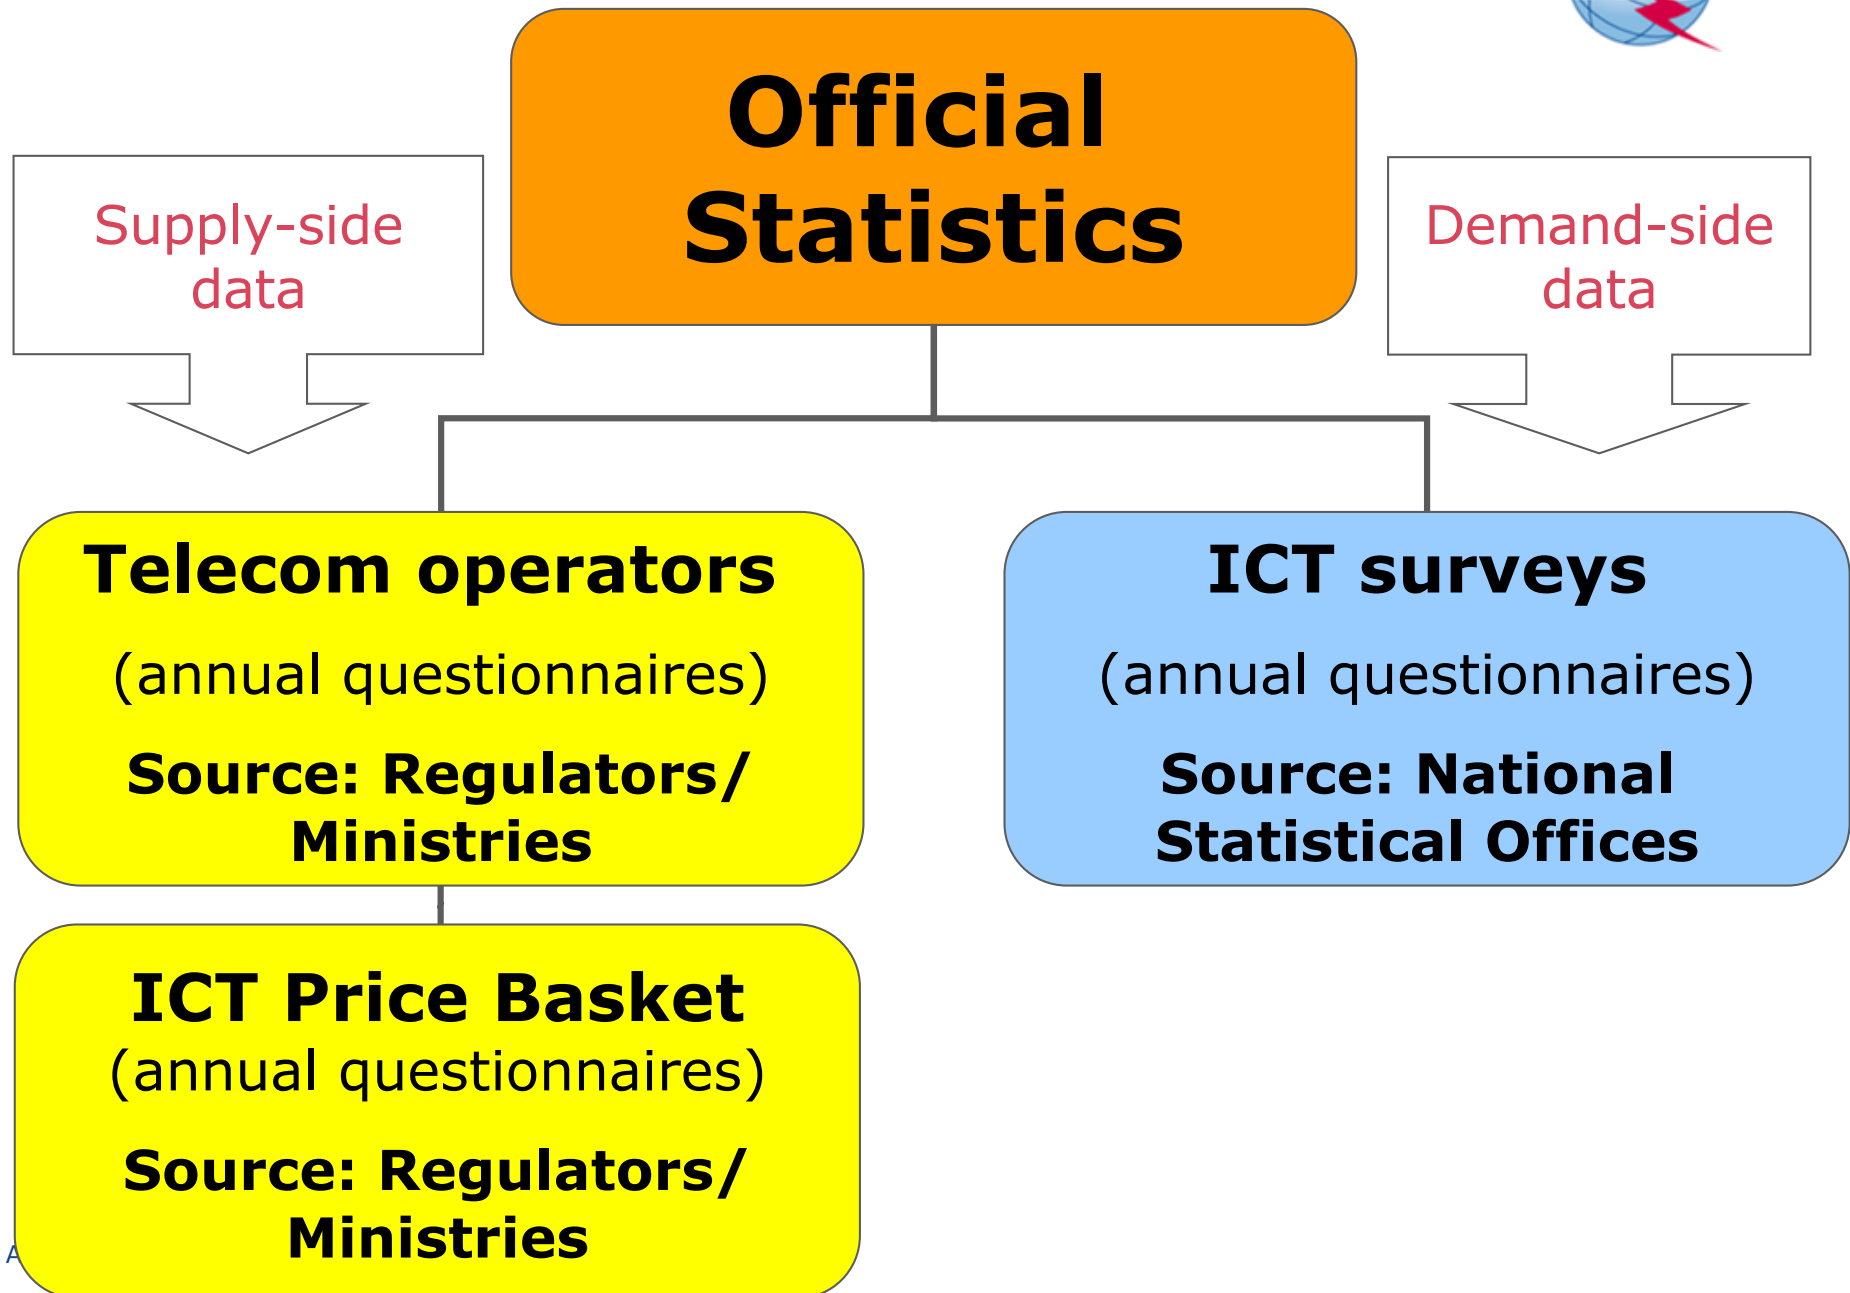 Official
Statistics
Supply-side
data
Demand-side
data
Telecom operators
(annual questionnaires)
Source: Regulators/
Ministries
ICT surveys
(annual questionnaires)
Source: National
Statistical Offices
ICT Price Basket
(annual questionnaires)
Source: Regulators/
Ministries
A